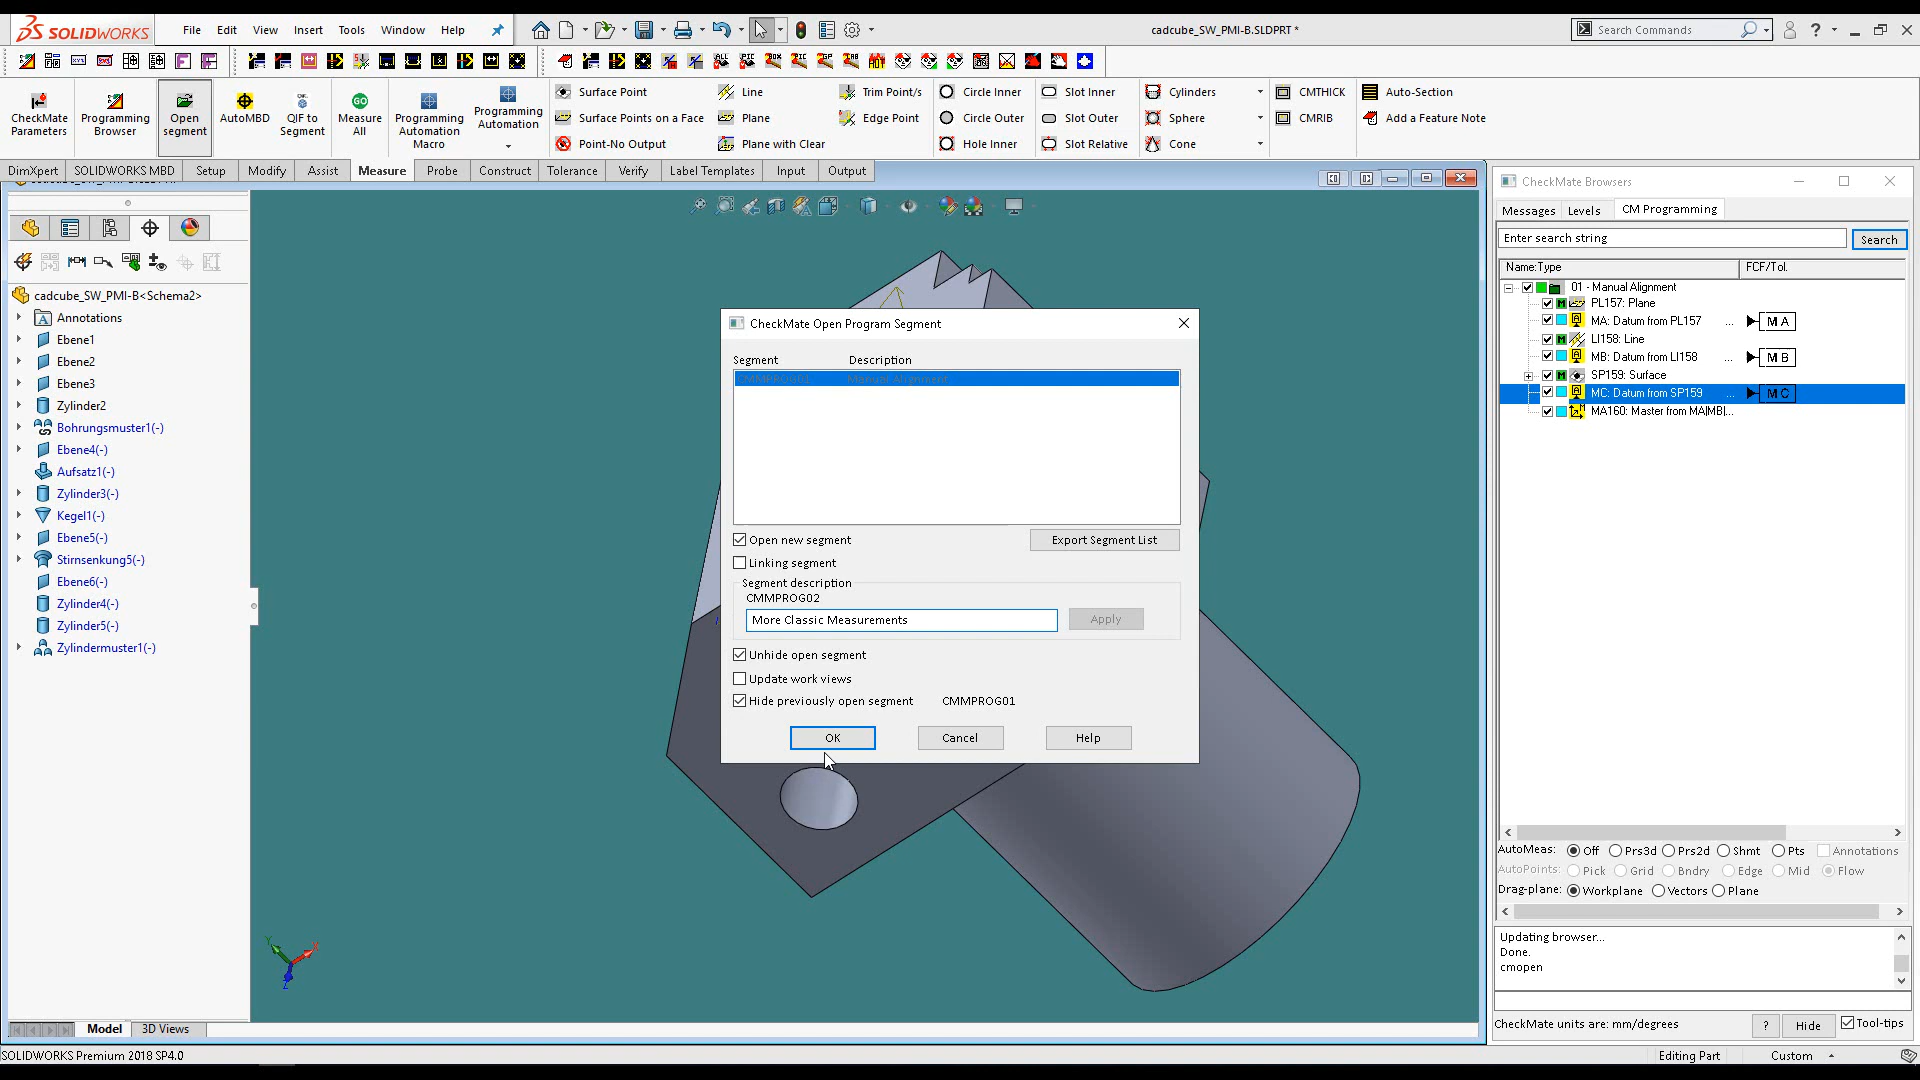 SOLIDWORKS File Edit View Insert Tools Window Help cadcube_SW_PMI-B.SLDPRT * Search Commands
CheckMate Parameters
Programming Browser
Open segment
AutoMBD
QIF to Segment
Measure All
Programming Automation Macro
Programming Automation
Surface Point Line Trim Point/s Circle Inner Slot Inner Cylinders CMTHICK Auto-Section
Surface Points on a Face Plane Edge Point Circle Outer Slot Outer Sphere CMRIB Add a Feature Note
Point-No Output Plane with Clear Hole Inner Slot Relative Cone
DimXpert SOLIDWORKS MBD Setup Modify Assist Measure Probe Construct Tolerance Verify Label Templates Input Output
cadcube_SW_PMI-B<Schema2>
Annotations
Ebene1
Ebene2
Ebene3
Zylinder2
Bohrungsmuster1(-)
Ebene4(-)
Aufsatz1(-)
Zylinder3(-)
Kegel1(-)
Ebene5(-)
Stirnsenkung5(-)
Ebene6(-)
Zylinder4(-)
Zylinder5(-)
Zylindermuster1(-)
CheckMate Open Program Segment
Segment Description
CMMPROG01 Manual Alignment
Open new segment Export Segment List
Linking segment
Segment description
CMMPROG02
More Classic Measurements Apply
Unhide open segment
Update work views
Hide previously open segment CMMPROG01
OK Cancel Help
Y X Z
CheckMate Browsers
Messages Levels CM Programming
Enter search string Search
Name:Type FCF/Tol.
01 - Manual Alignment
PL157: Plane
MA: Datum from PL157 ... M A
LI158: Line
MB: Datum from LI158 ... M B
SP159: Surface
MC: Datum from SP159 ... M C
MA160: Master from MA|MB|...
AutoMeas: Off Prs3d Prs2d Shmt Pts Annotations
AutoPoints: Pick Grid Bndry Edge Mid Flow
Drag-plane: Workplane Vectors Plane
Updating browser...
Done.
cmopen
CheckMate units are: mm/degrees ? Hide Tool-tips
Model 3D Views
SOLIDWORKS Premium 2018 SP4.0 Editing Part Custom